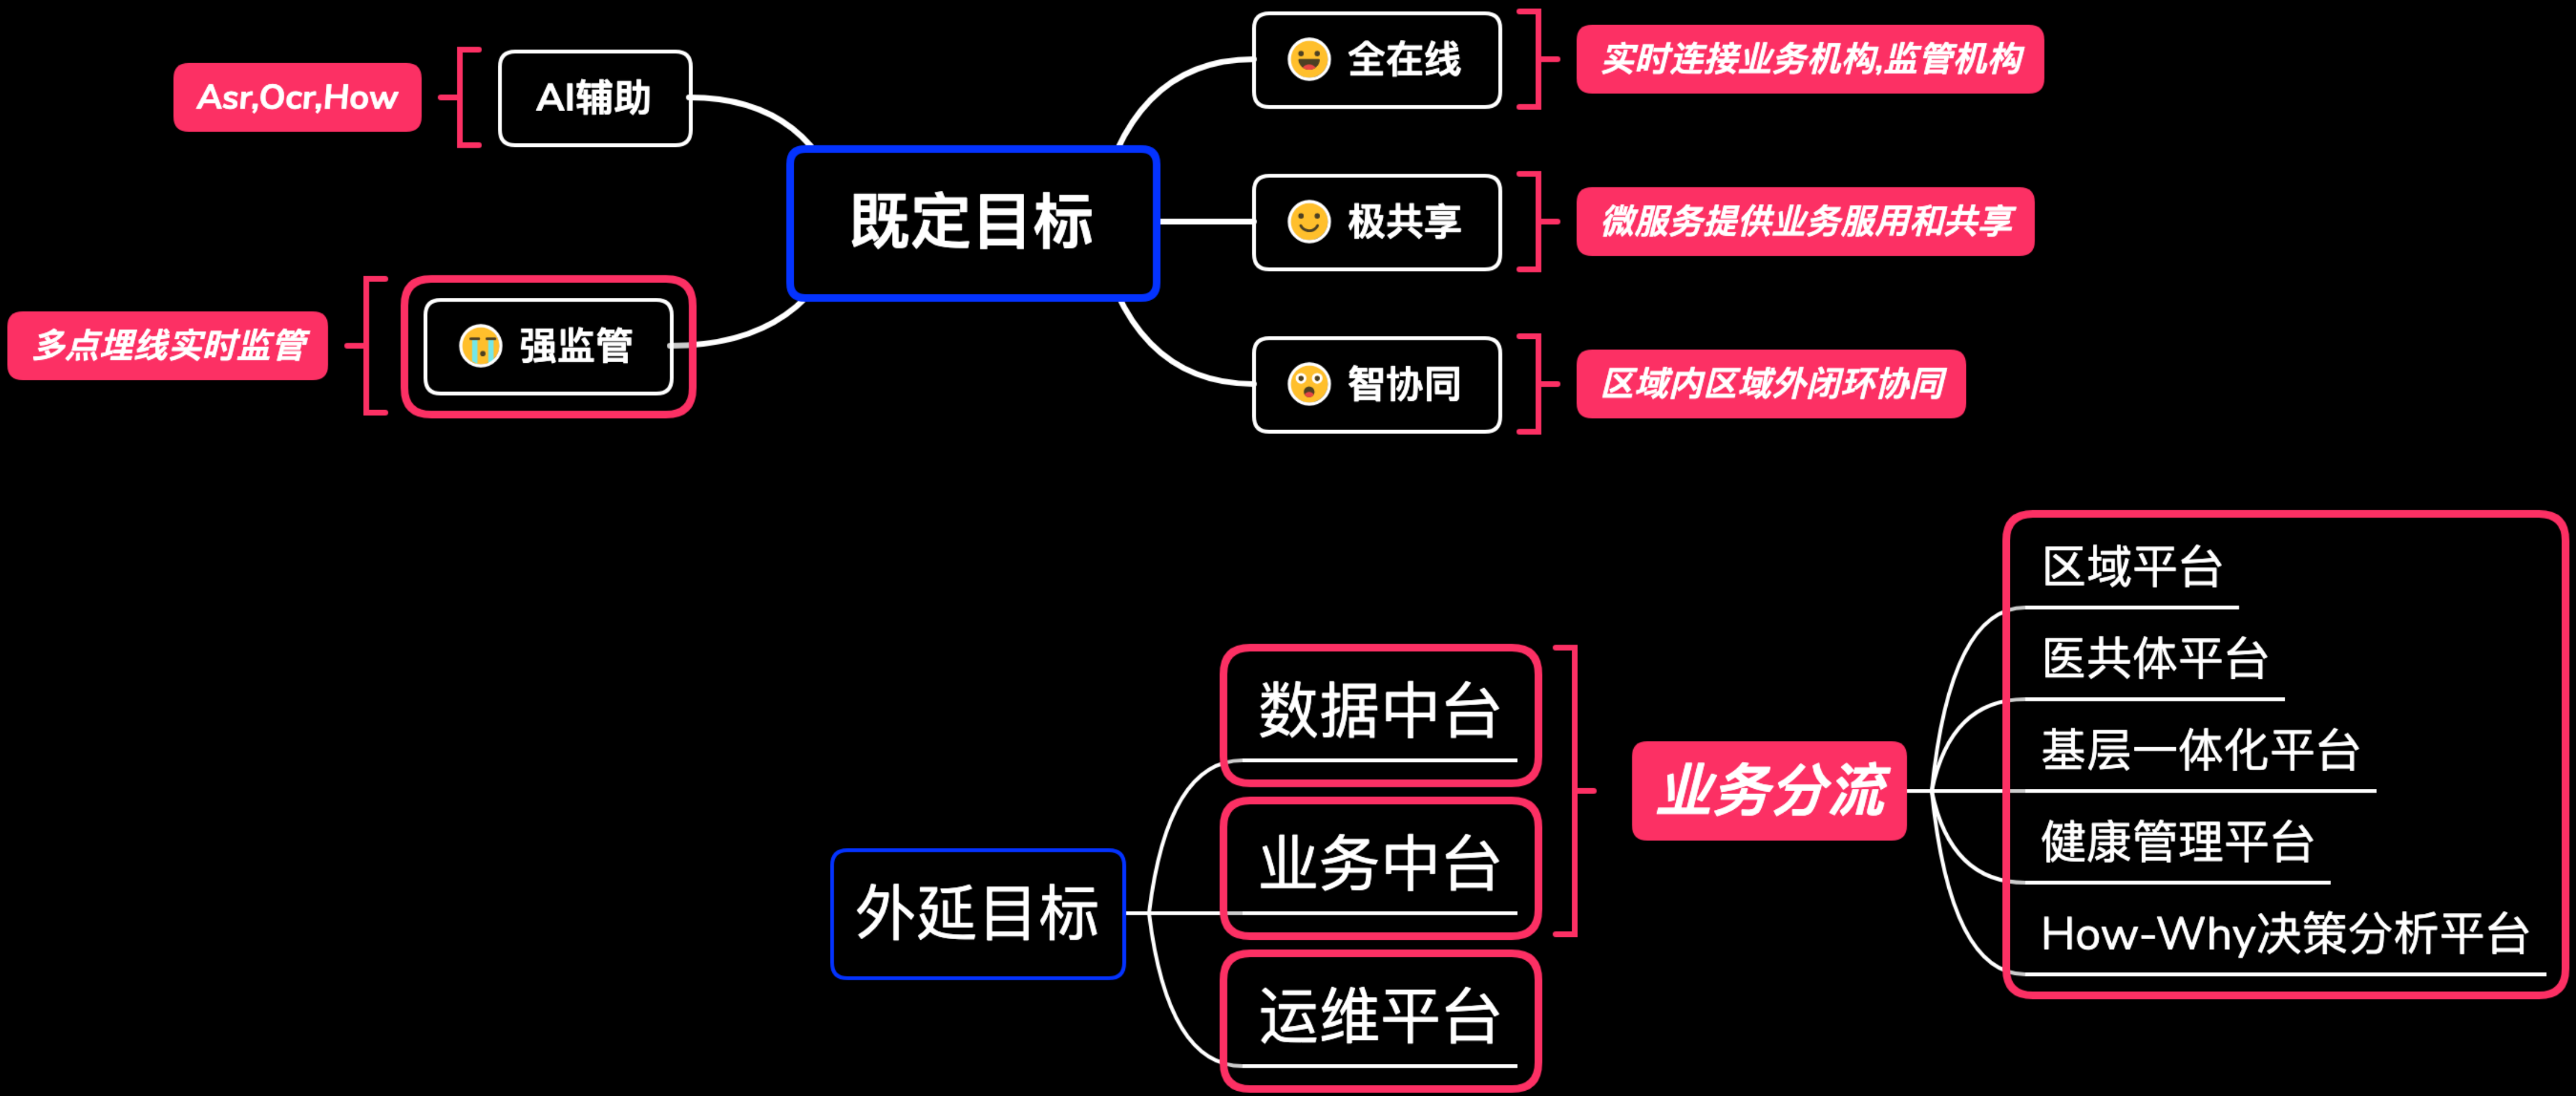 既定目标
全在线
实时连接业务机构,监管机构
极共享
微服务提供业务服用和共享
智协同
区域内区域外闭环协同
AI辅助
Asr,Ocr,How
强监管
多点埋线实时监管
外延目标
数据中台
业务中台
运维平台
业务分流
区域平台
医共体平台
基层一体化平台
健康管理平台
How-Why决策分析平台